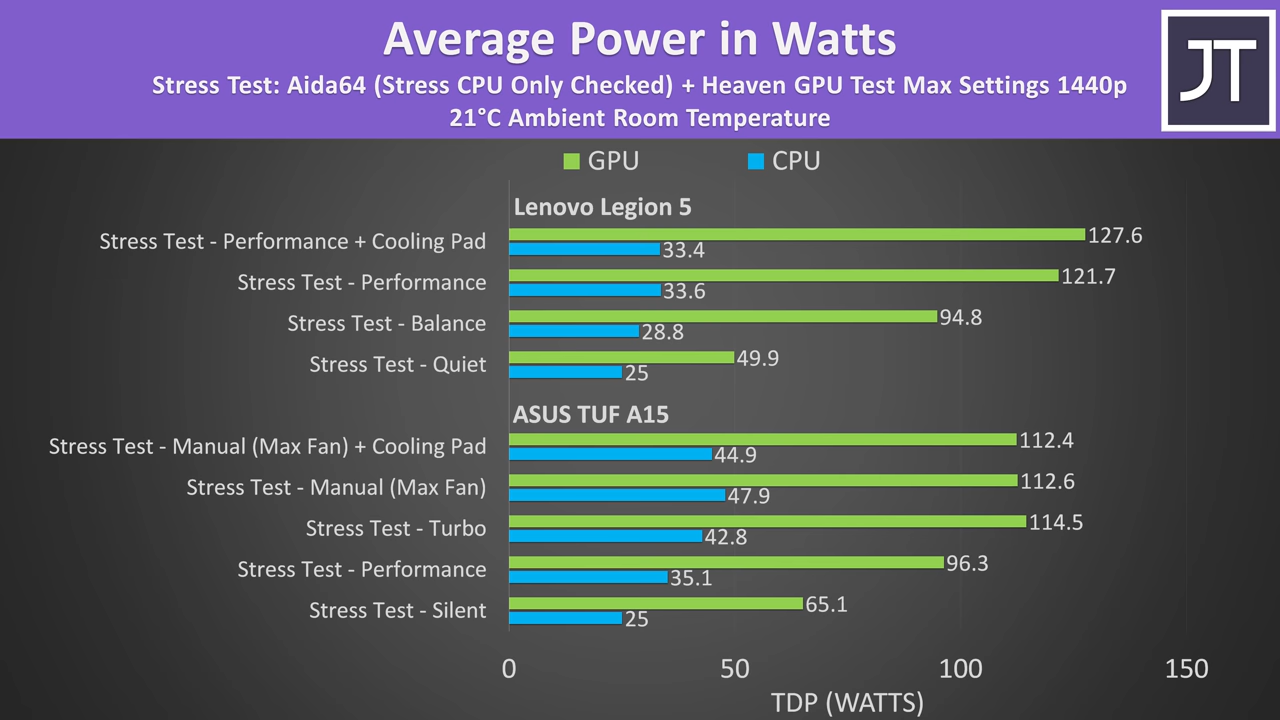 Average Power in Watts
Stress Test: Aida64 (Stress CPU Only Checked) + Heaven GPU Test Max Settings 1440p
21°C Ambient Room Temperature
JT
GPU CPU
Lenovo Legion 5
Stress Test - Performance + Cooling Pad 127.6
33.4
Stress Test - Performance 121.7
33.6
Stress Test - Balance 94.8
28.8
Stress Test - Quiet 49.9
25
ASUS TUF A15
Stress Test - Manual (Max Fan) + Cooling Pad 112.4
44.9
Stress Test - Manual (Max Fan) 112.6
47.9
Stress Test - Turbo 114.5
42.8
Stress Test - Performance 96.3
35.1
Stress Test - Silent 65.1
25
0 50 100 150
TDP (WATTS)